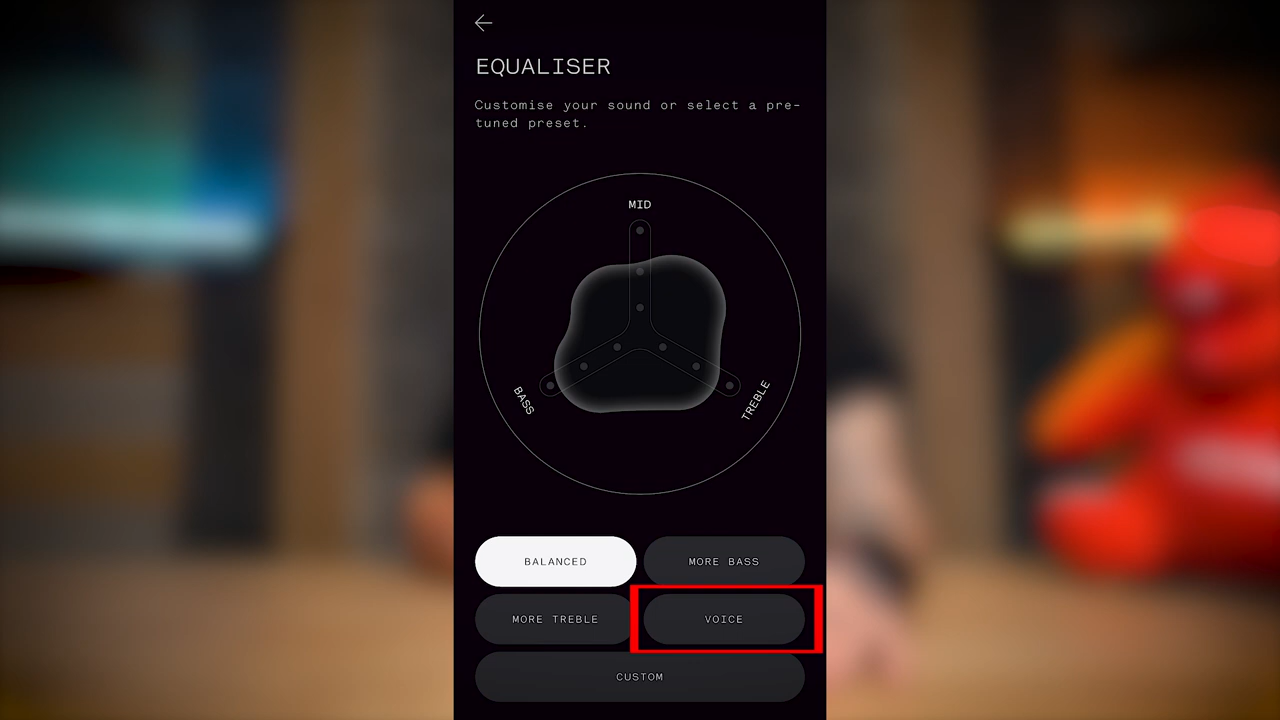 EQUALISER
Customise your sound or select a pre-
tuned preset.
MID
BASS
TREBLE
BALANCED
MORE BASS
MORE TREBLE
VOICE
CUSTOM